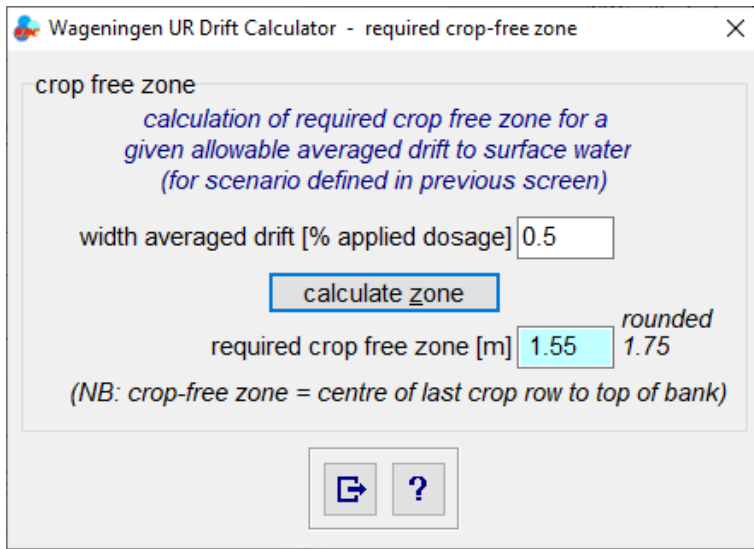 Wageningen UR Drift Calculator - required crop-free zone
crop free zone
calculation of required crop free zone for a
given allowable averaged drift to surface water
(for scenario defined in previous screen)
width averaged drift [% applied dosage] 0.5
calculate zone
rounded
required crop free zone [m] 1.55 1.75
(NB: crop-free zone = centre of last crop row to top of bank)
?